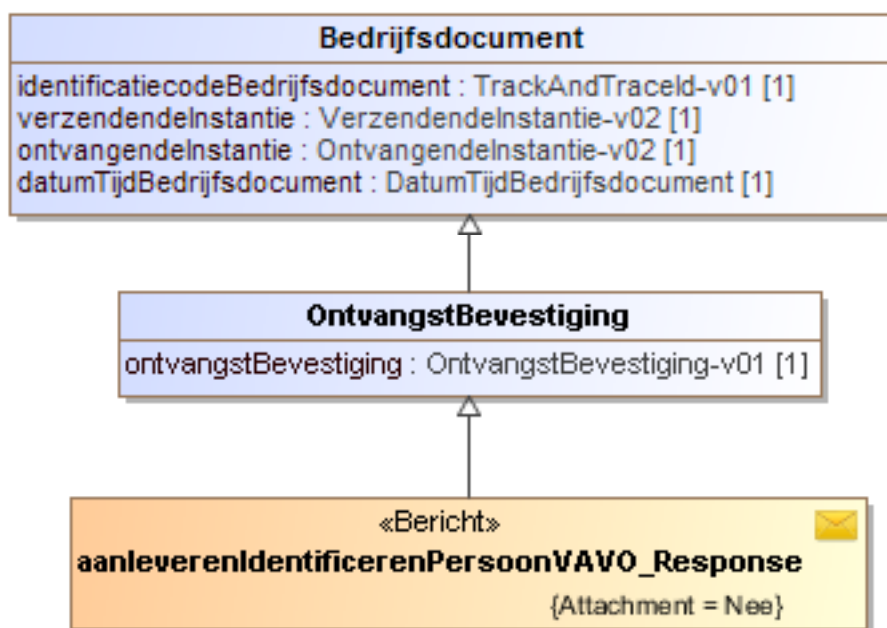 Bedrijfsdocument
identificatiecodeBedrijfsdocument : TrackAndTraceId-v01 [1]
verzendendeInstantie : VerzendendeInstantie-v02 [1]
ontvangendeInstantie : OntvangendeInstantie-v02 [1]
datumTijdBedrijfsdocument : DatumTijdBedrijfsdocument [1]
OntvangstBevestiging
ontvangstBevestiging : OntvangstBevestiging-v01 [1]
«Bericht»
aanleverenIdentificerenPersoonVAVO_Response
{Attachment = Nee}